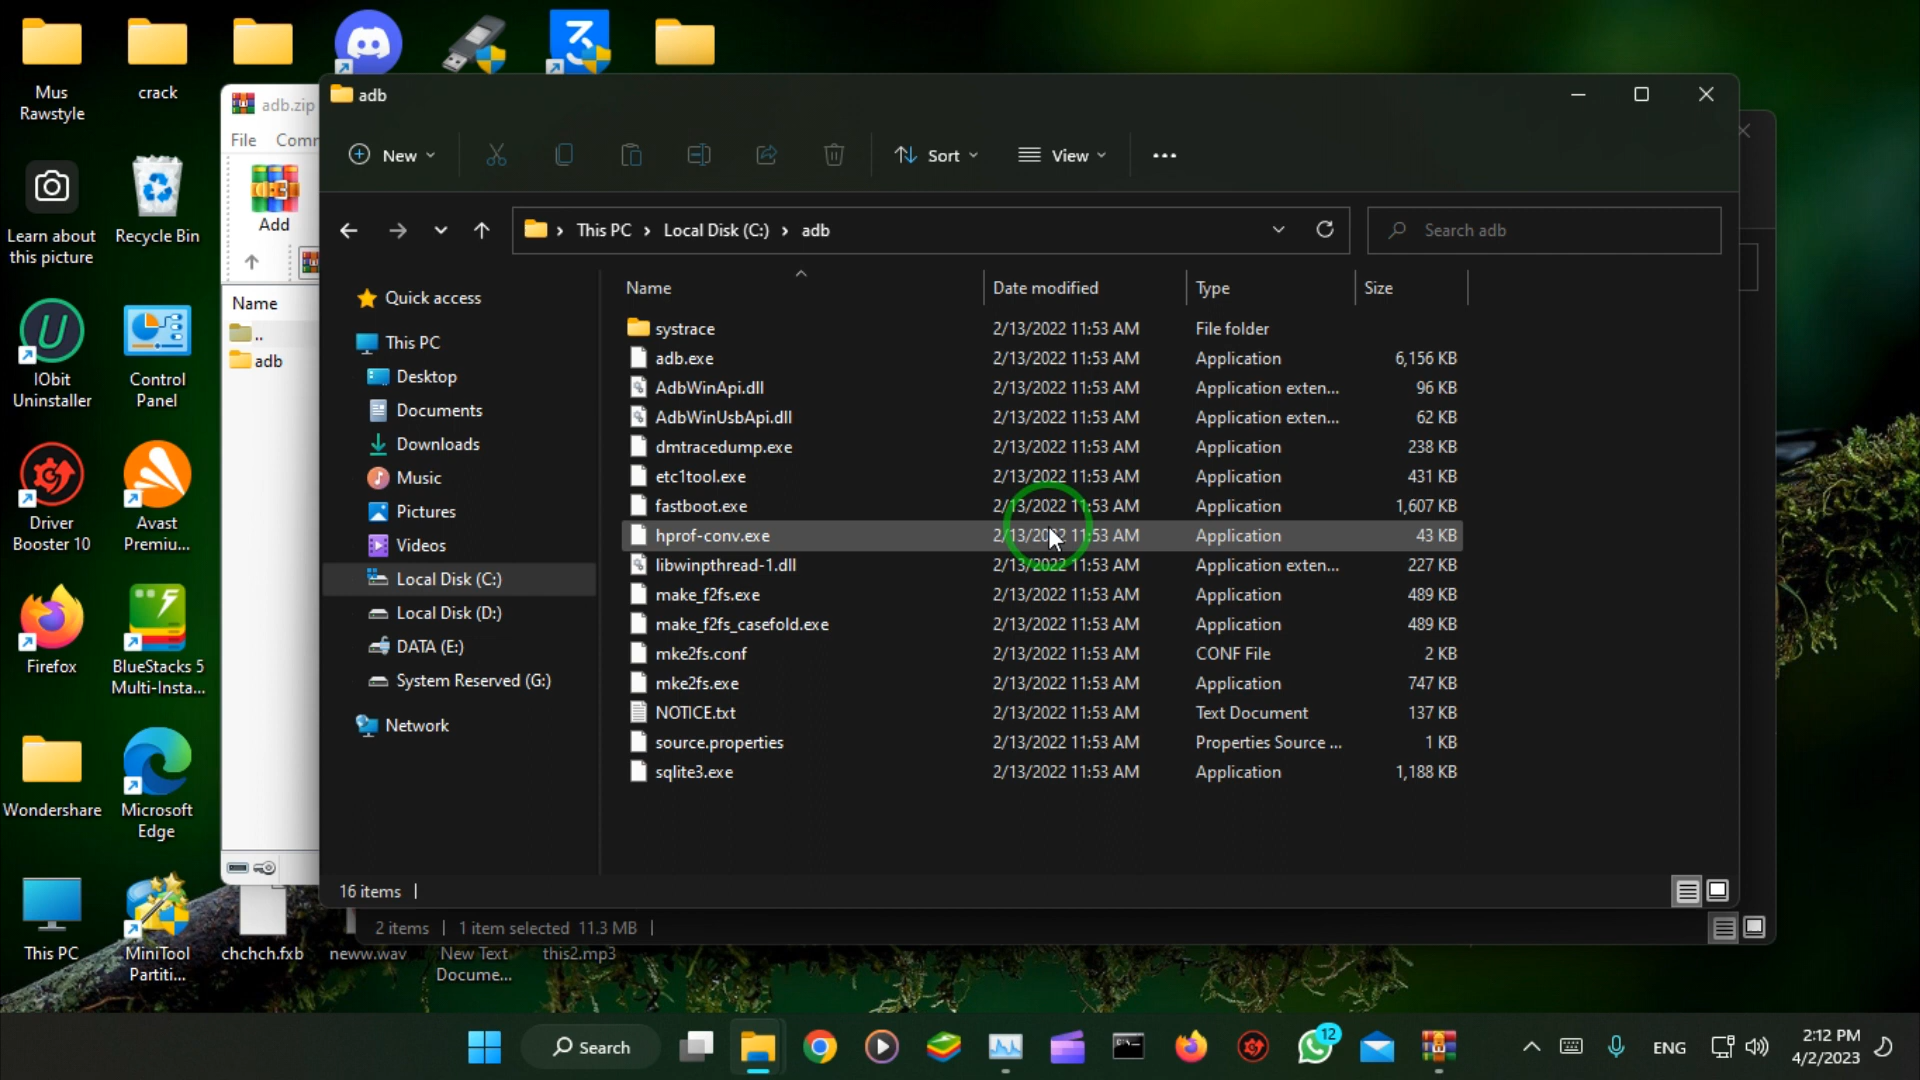 Mus
Rawstyle
crack
Learn about
this picture
Recycle Bin
IObit
Uninstaller
Control
Panel
Driver
Booster 10
Avast
Premiu...
Firefox
BlueStacks 5
Multi-Insta...
Wondershare
Microsoft
Edge
This PC
MiniTool
Partiti...
chchch.fxb
neww.wav
New Text
Docume...
this2.mp3
adb.zip
File Comm
Add
Name
..
adb
adb
New
Sort
View
This PC > Local Disk (C:) > adb
Search adb
Quick access
This PC
Desktop
Documents
Downloads
Music
Pictures
Videos
Local Disk (C:)
Local Disk (D:)
DATA (E:)
System Reserved (G:)
Network
Name Date modified Type Size
systrace 2/13/2022 11:53 AM File folder
adb.exe 2/13/2022 11:53 AM Application 6,156 KB
AdbWinApi.dll 2/13/2022 11:53 AM Application exten... 96 KB
AdbWinUsbApi.dll 2/13/2022 11:53 AM Application exten... 62 KB
dmtracedump.exe 2/13/2022 11:53 AM Application 238 KB
etc1tool.exe 2/13/2022 11:53 AM Application 431 KB
fastboot.exe 2/13/2022 11:53 AM Application 1,607 KB
hprof-conv.exe 2/13/2022 11:53 AM Application 43 KB
libwinpthread-1.dll 2/13/2022 11:53 AM Application exten... 227 KB
make_f2fs.exe 2/13/2022 11:53 AM Application 489 KB
make_f2fs_casefold.exe 2/13/2022 11:53 AM Application 489 KB
mke2fs.conf 2/13/2022 11:53 AM CONF File 2 KB
mke2fs.exe 2/13/2022 11:53 AM Application 747 KB
NOTICE.txt 2/13/2022 11:53 AM Text Document 137 KB
source.properties 2/13/2022 11:53 AM Properties Source ... 1 KB
sqlite3.exe 2/13/2022 11:53 AM Application 1,188 KB
16 items
2 items 1 item selected 11.3 MB
Search
12
ENG
2:12 PM
4/2/2023